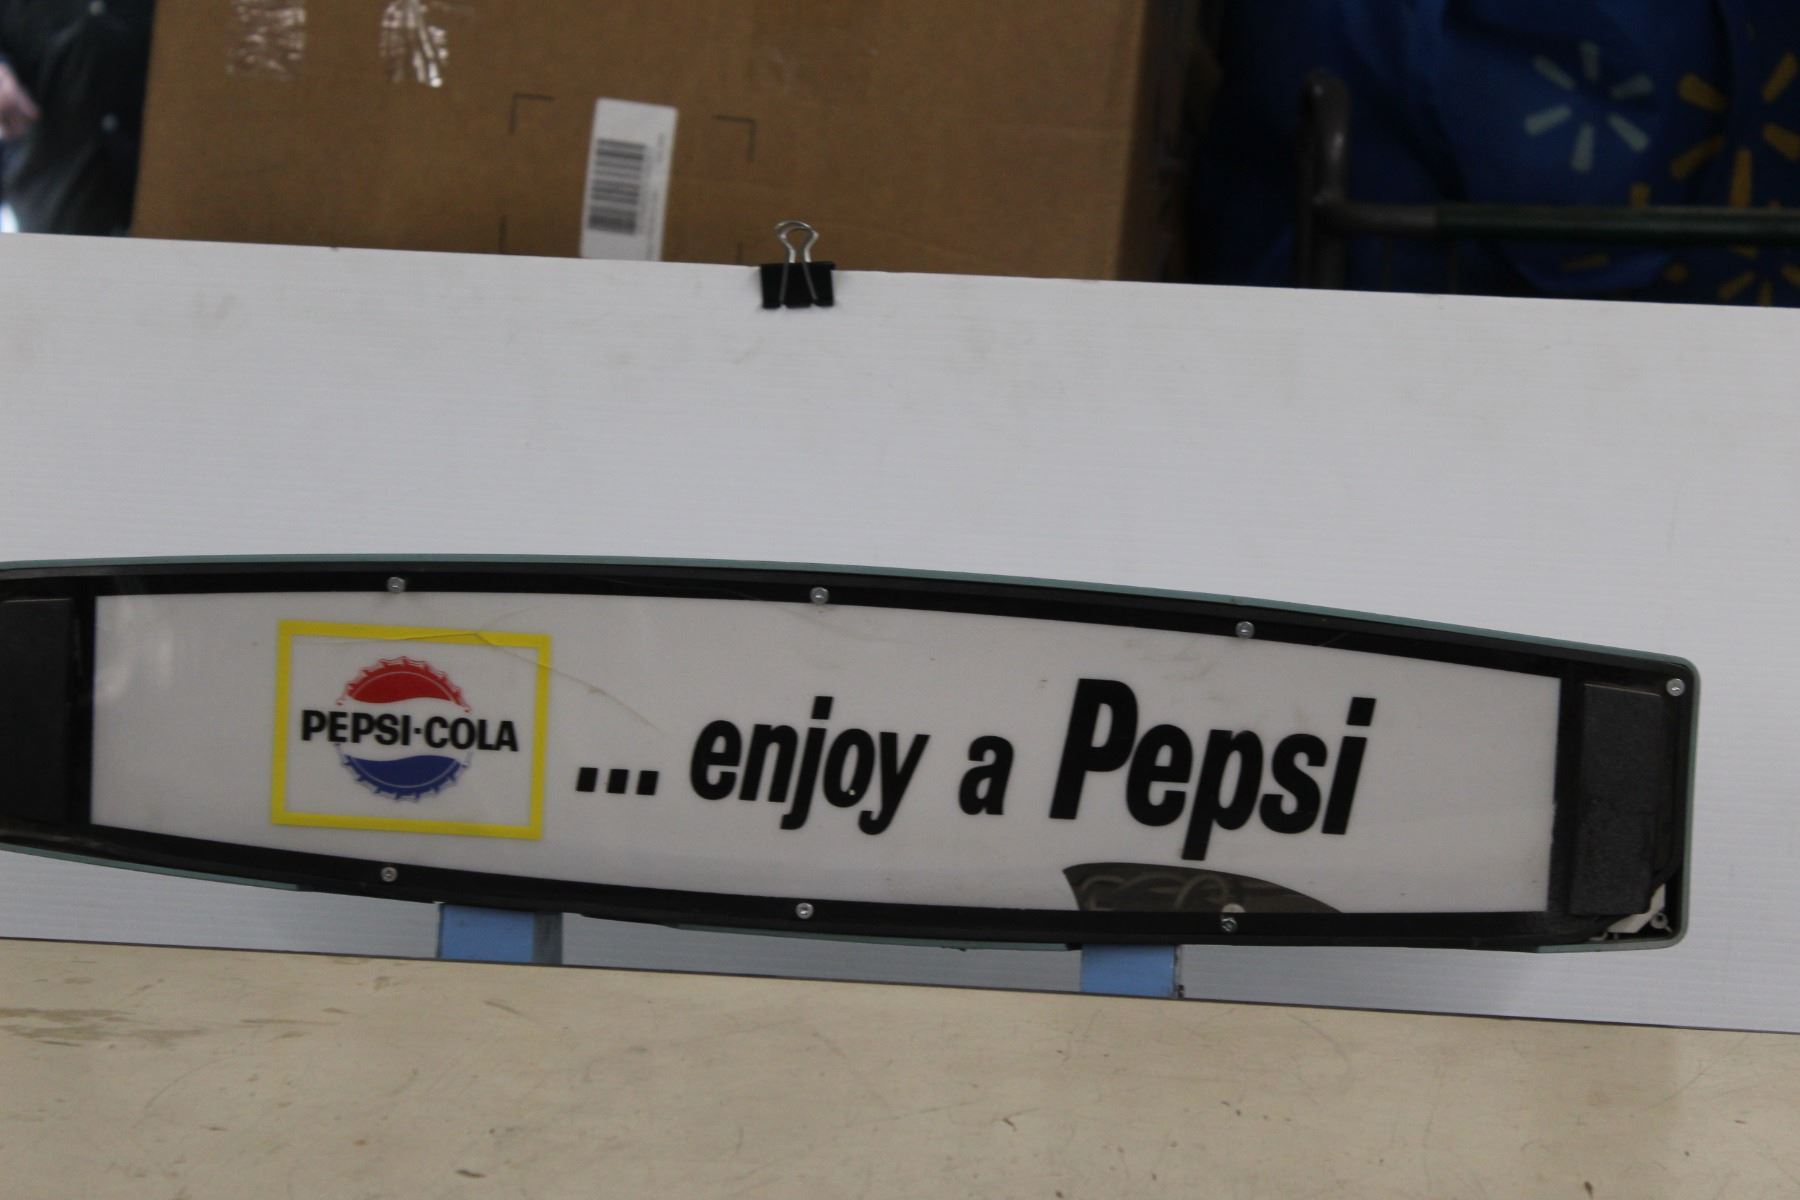 PEPSI·COLA ... enjoy a Pepsi